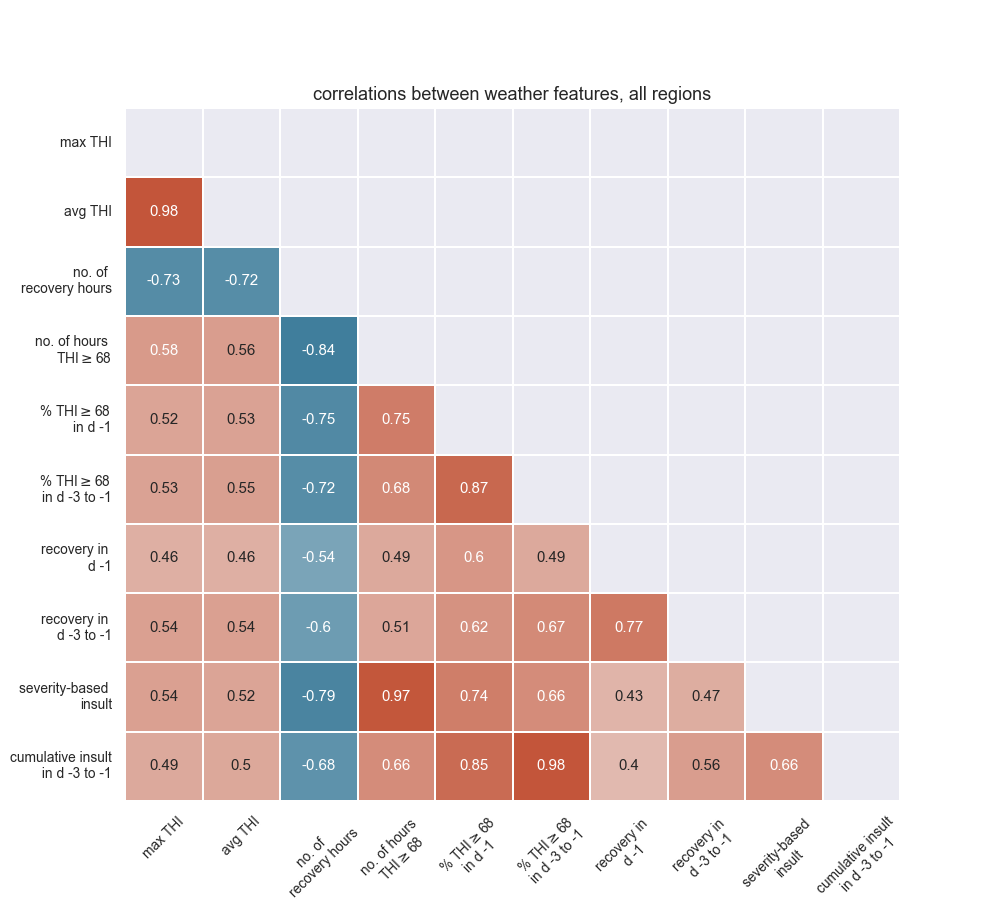 correlations between weather features, all regions
max THI
avg THI
0.98
no. of
recovery hours
-0.73 -0.72
no. of hours
THI ≥ 68
0.58 0.56 -0.84
% THI ≥ 68
in d -1
0.52 0.53 -0.75 0.75
% THI ≥ 68
in d -3 to -1
0.53 0.55 -0.72 0.68 0.87
recovery in
d -1
0.46 0.46 -0.54 0.49 0.6 0.49
recovery in
d -3 to -1
0.54 0.54 -0.6 0.51 0.62 0.67 0.77
severity-based
insult
0.54 0.52 -0.79 0.97 0.74 0.66 0.43 0.47
cumulative insult
in d -3 to -1
0.49 0.5 -0.68 0.66 0.85 0.98 0.4 0.56 0.66
max THI
avg THI
no. of
recovery hours
no. of hours
THI ≥ 68
% THI ≥ 68
in d -1
% THI ≥ 68
in d -3 to -1
recovery in
d -1
recovery in
d -3 to -1
severity-based
insult
cumulative insult
in d -3 to -1